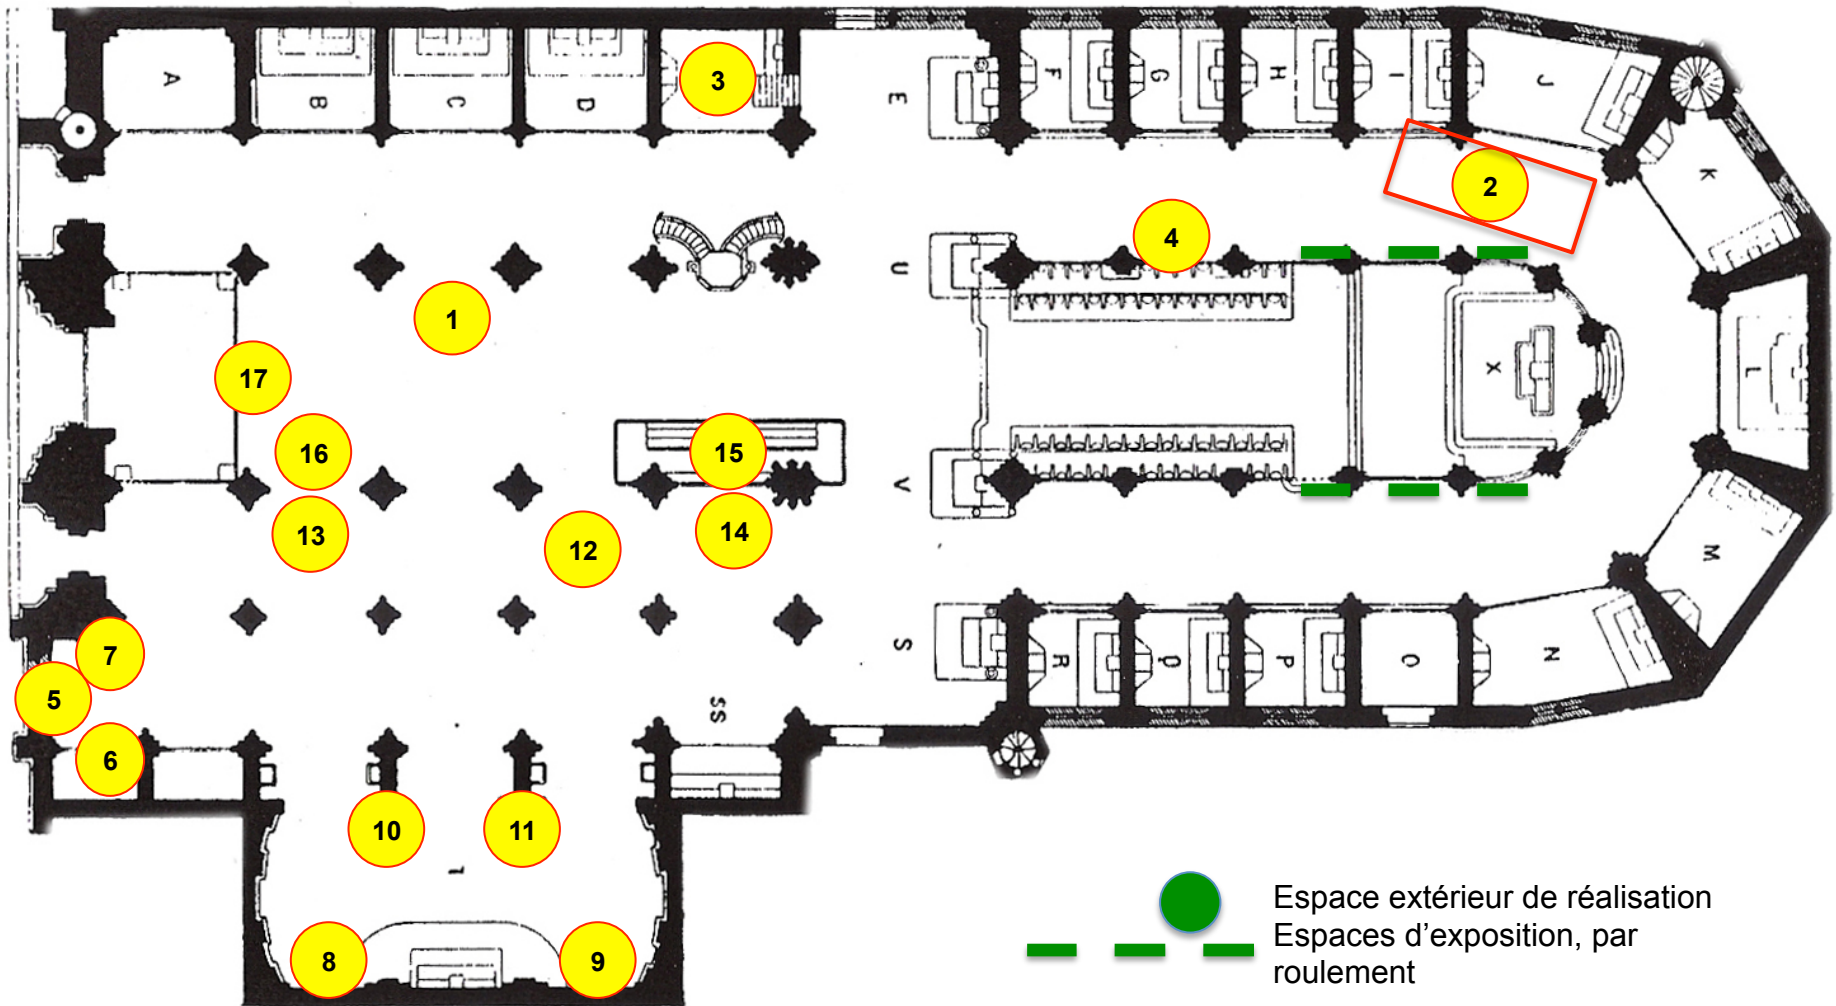 A
B
C
D
3
E
F
G
H
I
J
K
2
4
U
1
17
X
L
16
15
V
13
12
14
M
7
5
S
R
Q
P
O
N
SS
6
10
11
8
9
Espace extérieur de réalisation
Espaces d’exposition, par
roulement